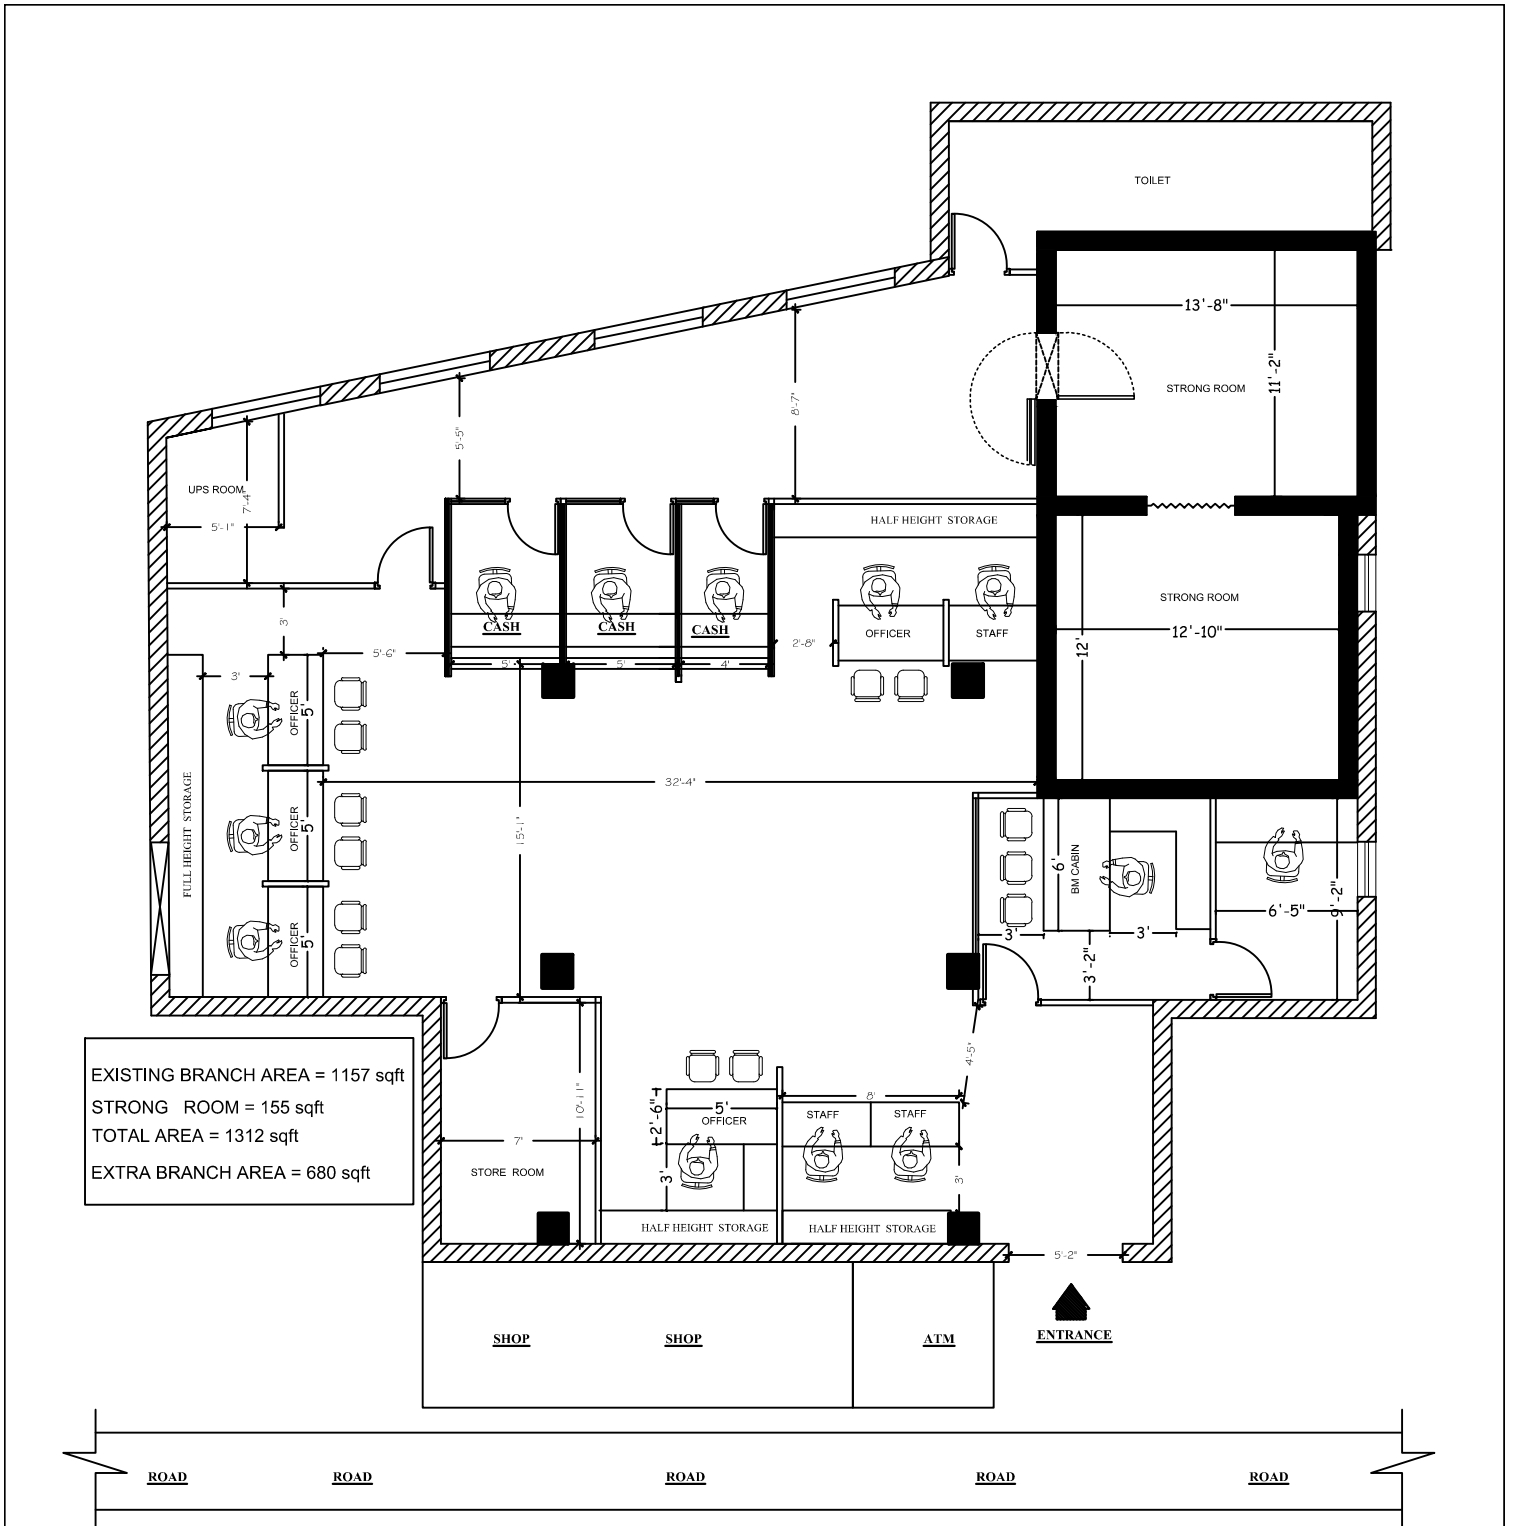 TOILET
13'-8"
11'-2"
STRONG ROOM
8'-7"
5'-5"
UPS ROOM
7'-4"
5'-1"
HALF HEIGHT STORAGE
STRONG ROOM
12'-10"
12'
CASH
CASH
CASH
OFFICER
STAFF
2'-8"
3'
5'-6"
5'
5'
4'
3'
OFFICER
5'
FULL HEIGHT STORAGE
32'-4"
15'-1"
OFFICER
5'
OFFICER
5'
6'
BM CABIN
9'-2"
6'-5"
3'
3'
3'-2"
EXISTING BRANCH AREA = 1157 sqft
STRONG ROOM = 155 sqft
TOTAL AREA = 1312 sqft
EXTRA BRANCH AREA = 680 sqft
4'-5"
10'-11"
2'-6"
5'
OFFICER
8'
STAFF
STAFF
7'
STORE ROOM
3'
3'
HALF HEIGHT STORAGE
HALF HEIGHT STORAGE
5'-2"
SHOP
SHOP
ATM
ENTRANCE
ROAD
ROAD
ROAD
ROAD
ROAD